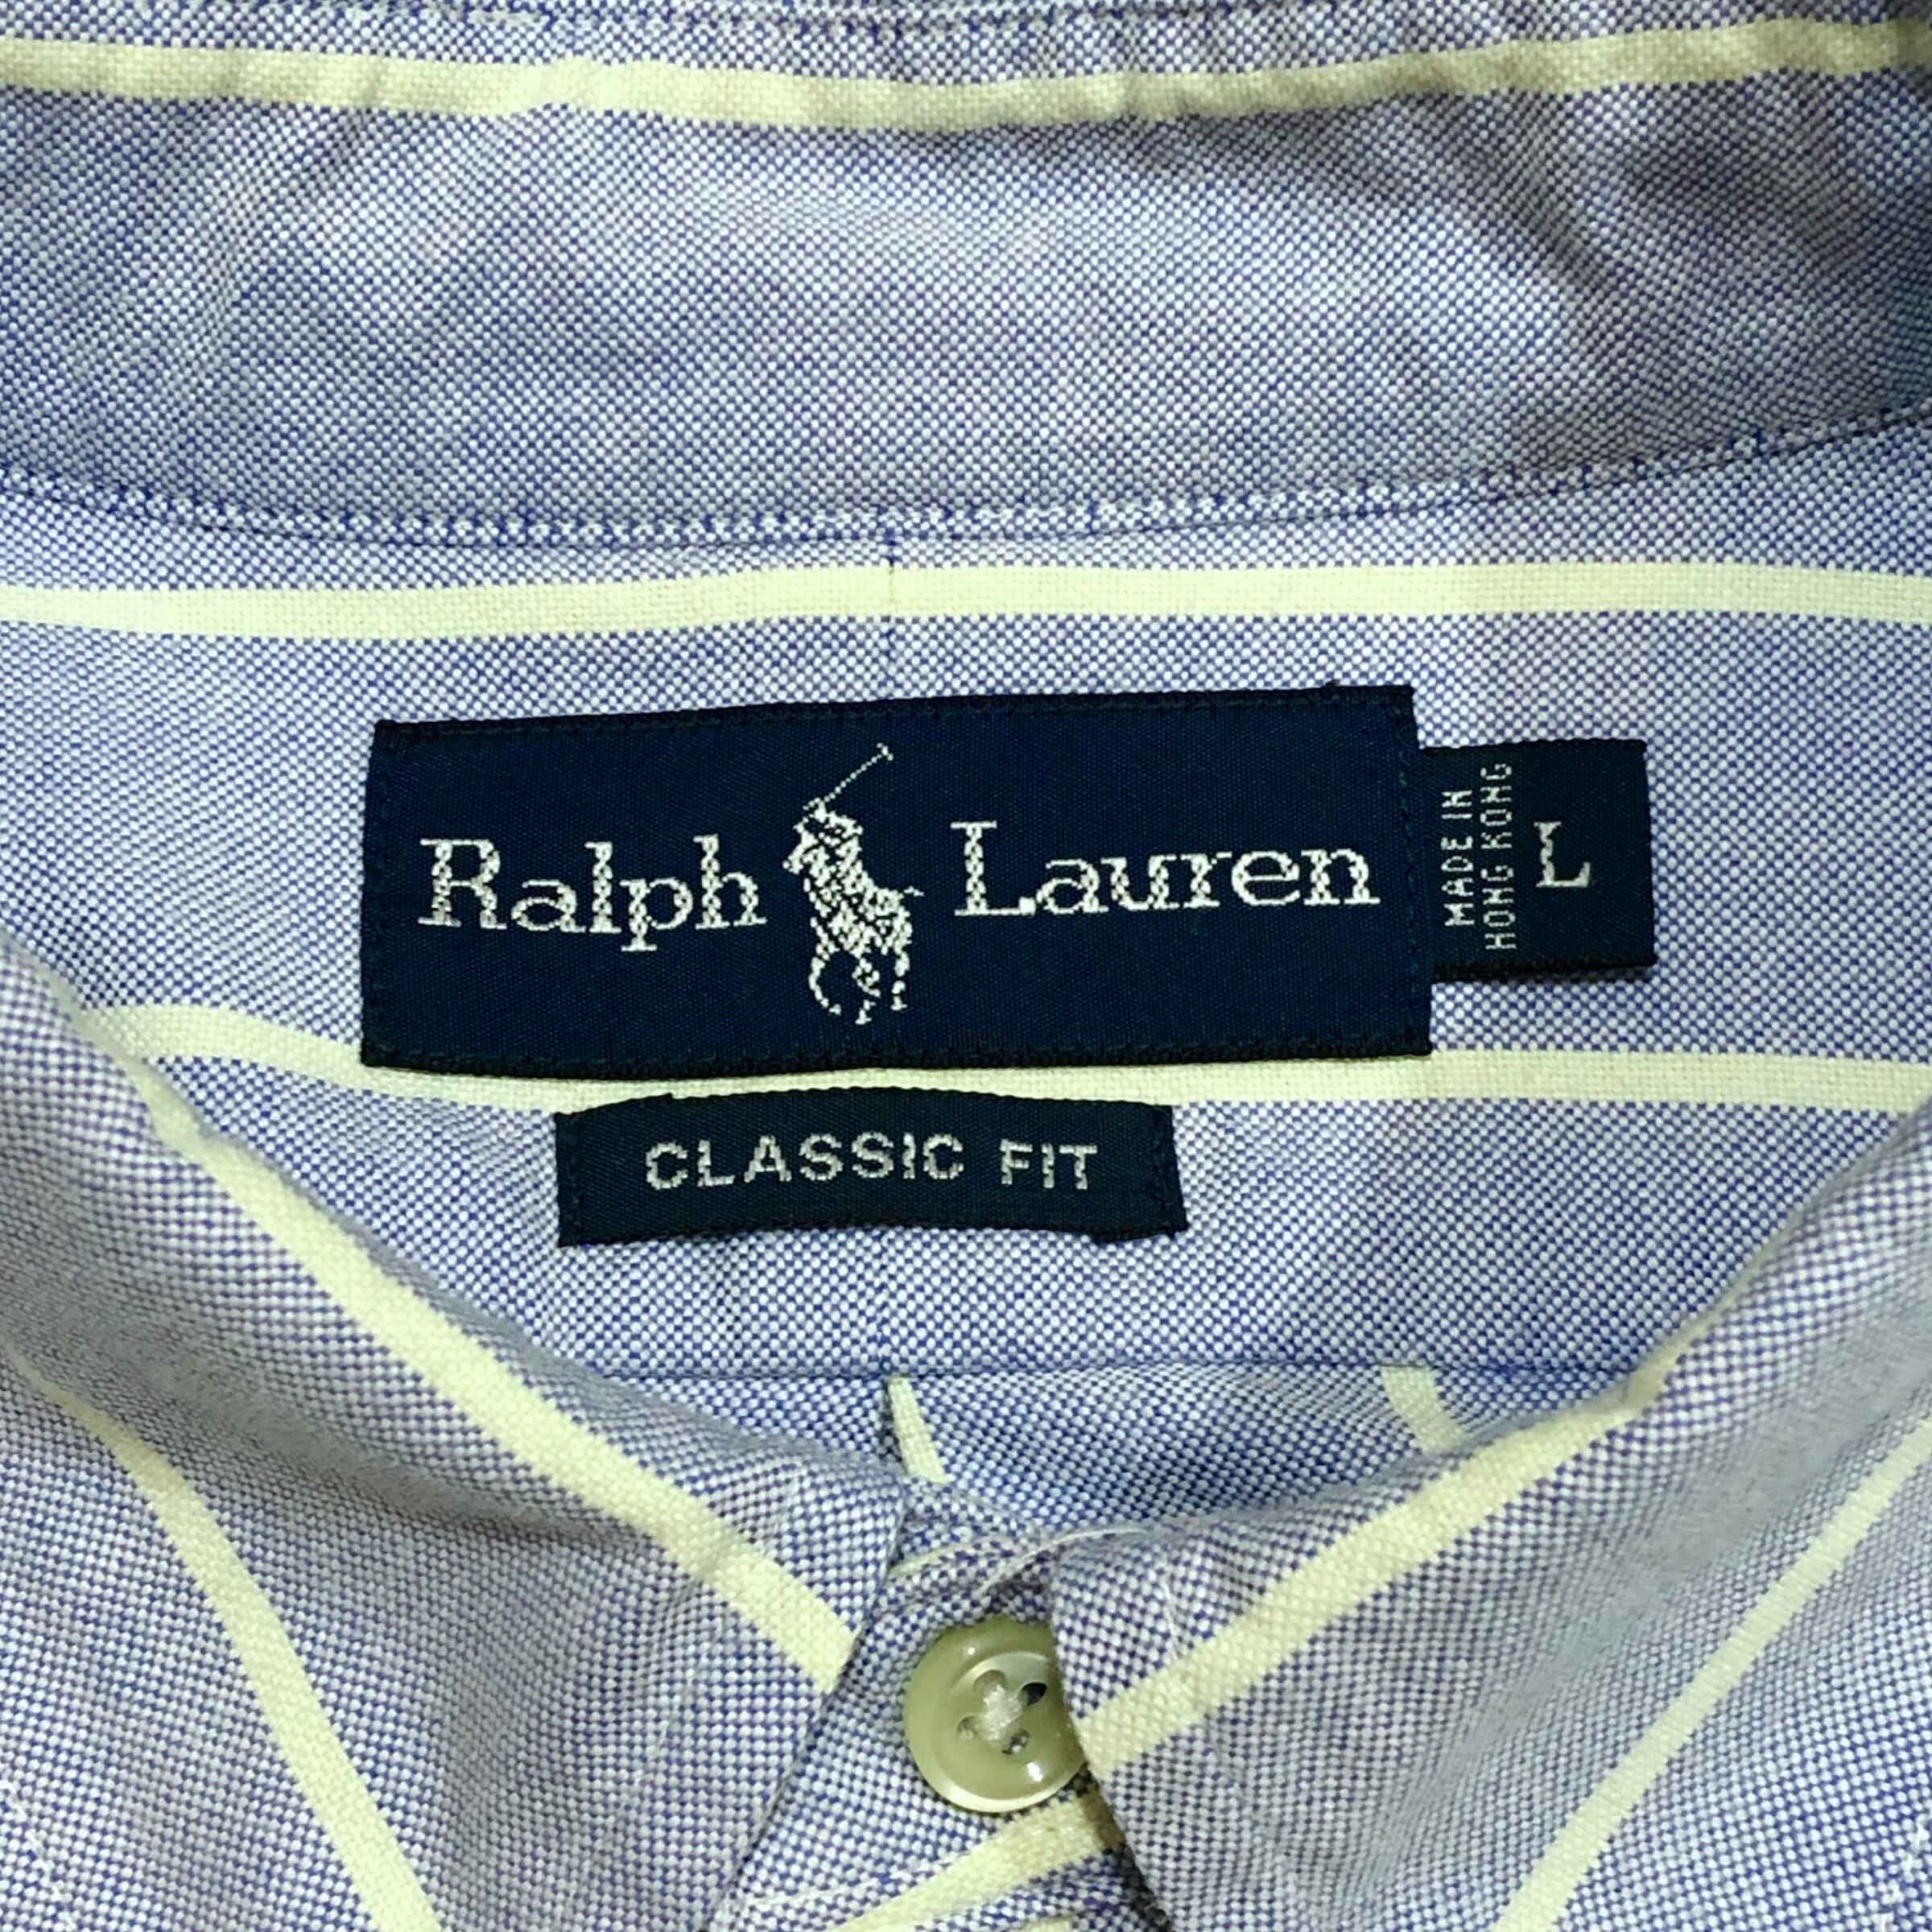 Ralph Lauren
MADE IN
HONG KONG
L
CLASSIC FIT